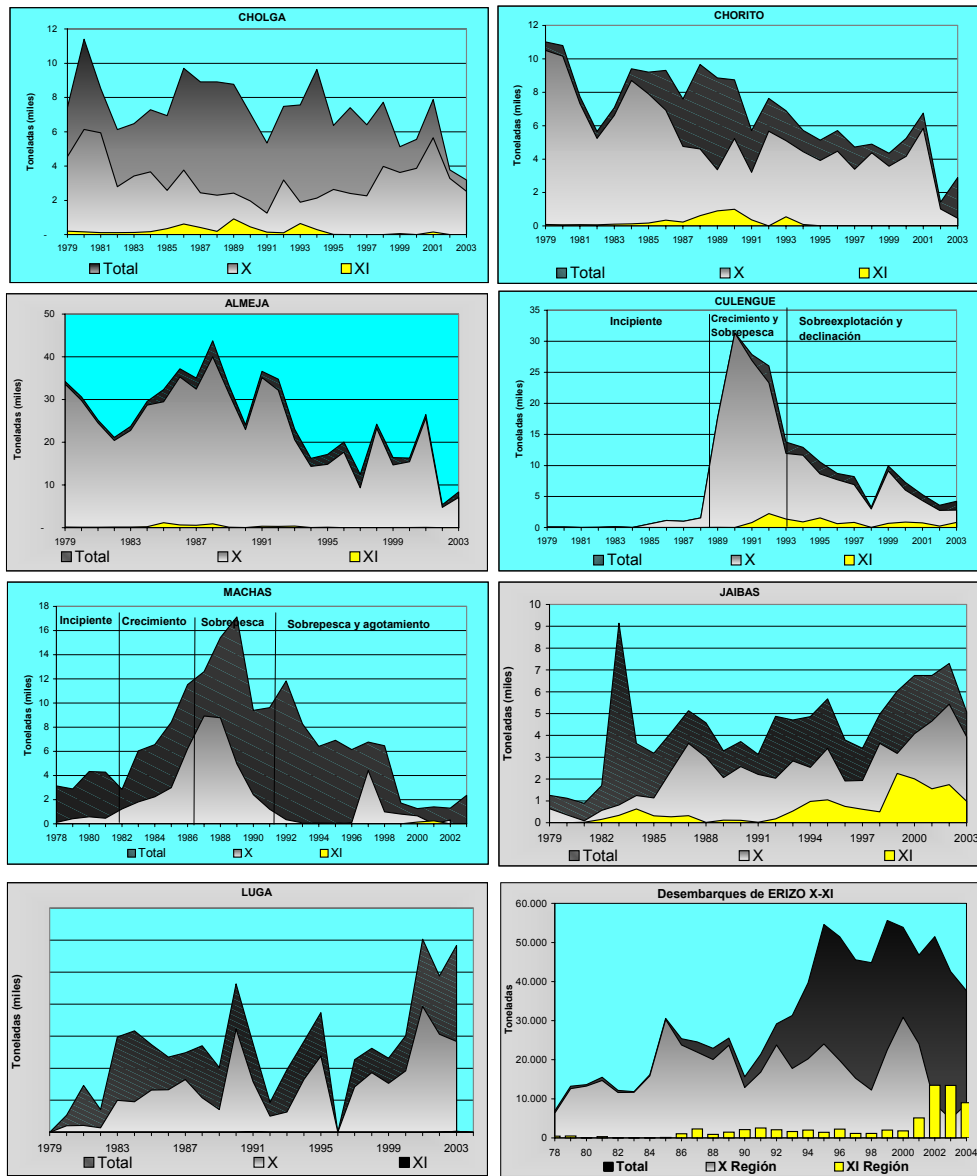 CHOLGA
Toneladas (miles)
12
10
8
6
4
2
-
1979 1981 1983 1985 1987 1989 1991 1993 1995 1997 1999 2001 2003
Total X XI
CHORITO
Toneladas (miles)
12
10
8
6
4
2
0
1979 1981 1983 1985 1987 1989 1991 1993 1995 1997 1999 2001 2003
Total X XI
ALMEJA
Toneladas (miles)
50
40
30
20
10
-
1979 1983 1987 1991 1995 1999 2003
Total X XI
CULENGUE
Toneladas (miles)
35
30
25
20
15
10
5
0
Incipiente
Crecimiento y
Sobrepesca
Sobreexplotación y
declinación
1979 1981 1983 1985 1987 1989 1991 1993 1995 1997 1999 2001 2003
Total X XI
MACHAS
Toneladas (miles)
18
16
14
12
10
8
6
4
2
0
Incipiente Crecimiento Sobrepesca Sobrepesca y agotamiento
1978 1980 1982 1984 1986 1988 1990 1992 1994 1996 1998 2000 2002
Total X XI
JAIBAS
Toneladas (miles)
10
9
8
7
6
5
4
3
2
1
0
1979 1982 1985 1988 1991 1994 1997 2000 2003
Total X XI
LUGA
Toneladas (miles)
1979 1983 1987 1991 1995 1999 2003
Total X XI
Desembarques de ERIZO X-XI
Toneladas
60.000
50.000
40.000
30.000
20.000
10.000
0
78 80 82 84 86 88 90 92 94 96 98 2000 2002 2004
Total X Región XI Región